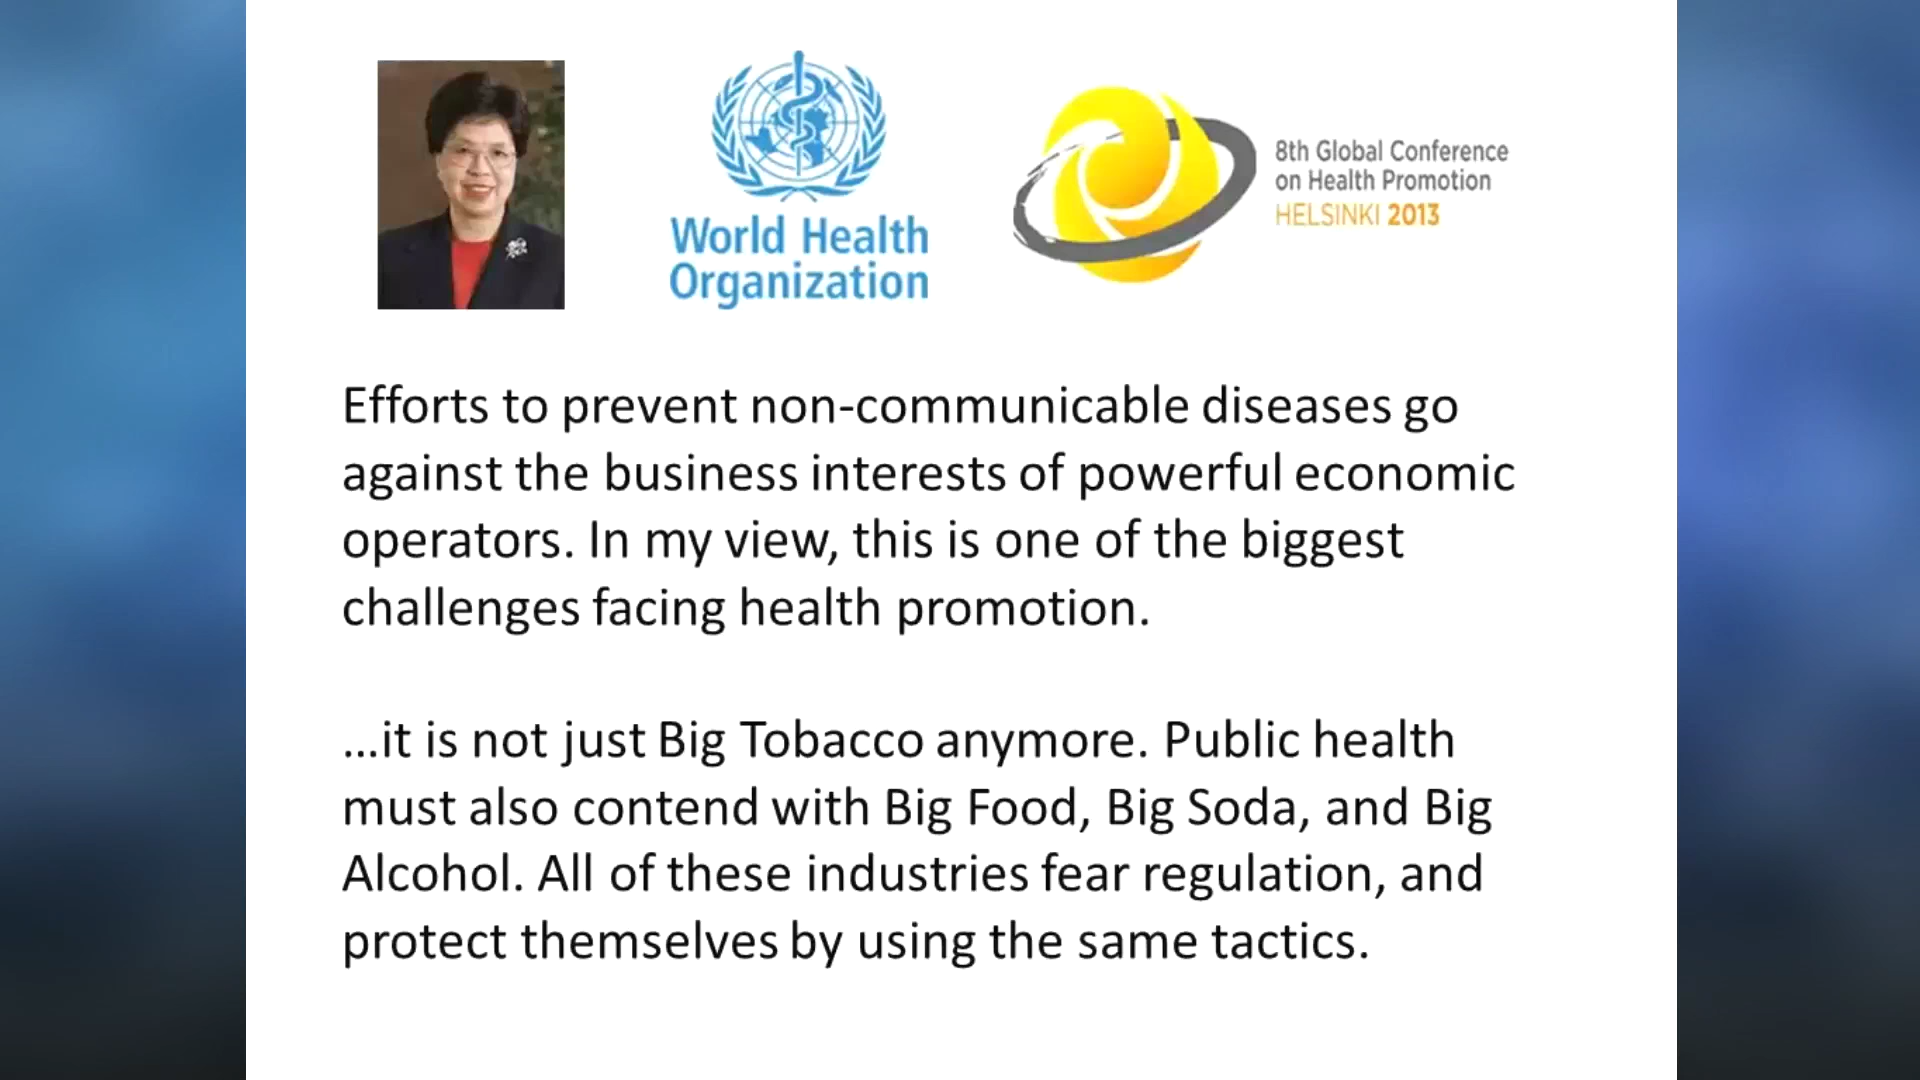 World Health
Organization
8th Global Conference
on Health Promotion
HELSINKI 2013
Efforts to prevent non-communicable diseases go
against the business interests of powerful economic
operators. In my view, this is one of the biggest
challenges facing health promotion.
...it is not just Big Tobacco anymore. Public health
must also contend with Big Food, Big Soda, and Big
Alcohol. All of these industries fear regulation, and
protect themselves by using the same tactics.